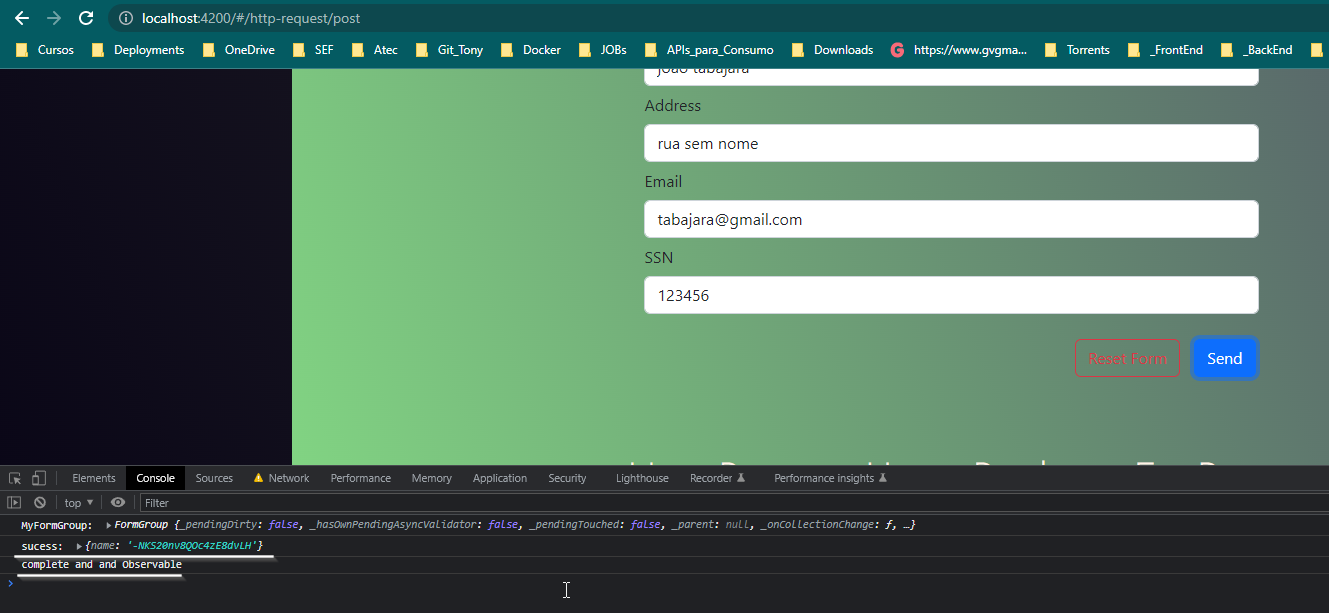 localhost:4200/#/http-request/post
Cursos Deployments OneDrive SEF Atec Git_Tony Docker JOBs APIs_para_Consumo Downloads https://www.gvgma... Torrents _FrontEnd _BackEnd
joao tabajara
Address
rua sem nome
Email
tabajara@gmail.com
SSN
123456
Reset Form Send
Elements Console Sources Network Performance Memory Application Security Lighthouse Recorder Performance insights
top Filter
MyFormGroup: FormGroup {_pendingDirty: false, _hasOwnPendingAsyncValidator: false, _pendingTouched: false, _parent: null, _onCollectionChange: ƒ, …}
sucess: {name: '-NKS20nv8QOc4zEBdvLH'}
complete and and Observable